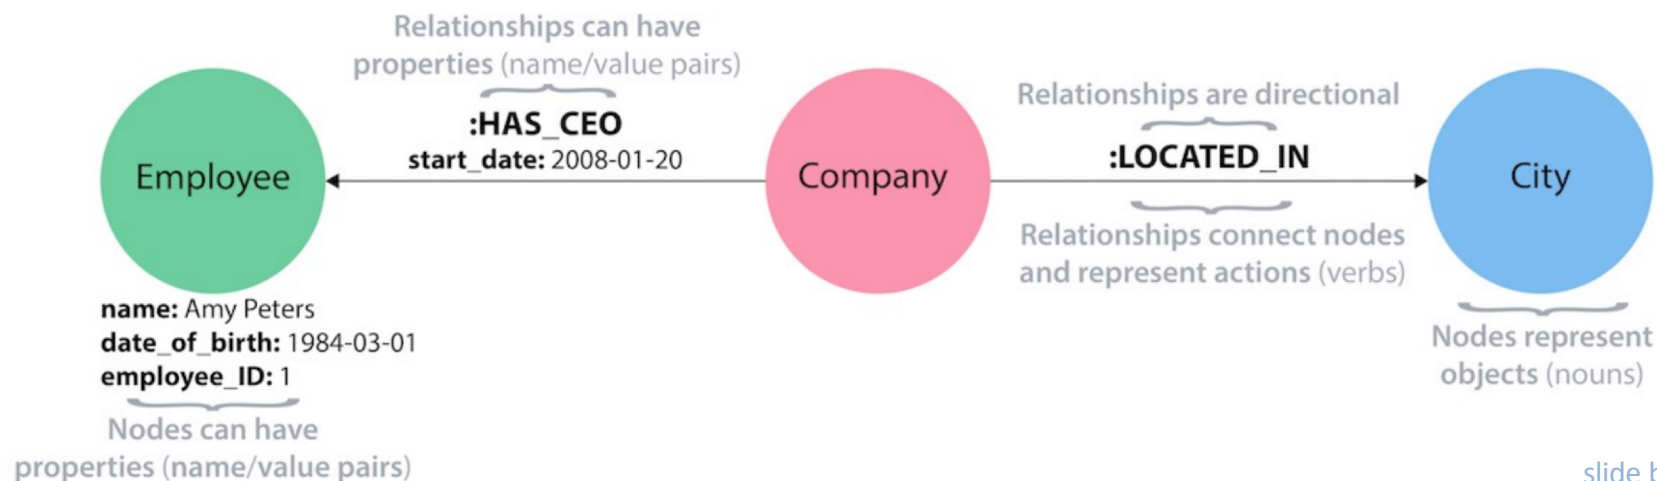 Relationships can have
properties (name/value pairs)
:HAS_CEO
start_date: 2008-01-20
Employee
name: Amy Peters
date_of_birth: 1984-03-01
employee_ID: 1
Nodes can have
properties (name/value pairs)
Company
Relationships are directional
:LOCATED_IN
Relationships connect nodes
and represent actions (verbs)
City
Nodes represent
objects (nouns)
slide